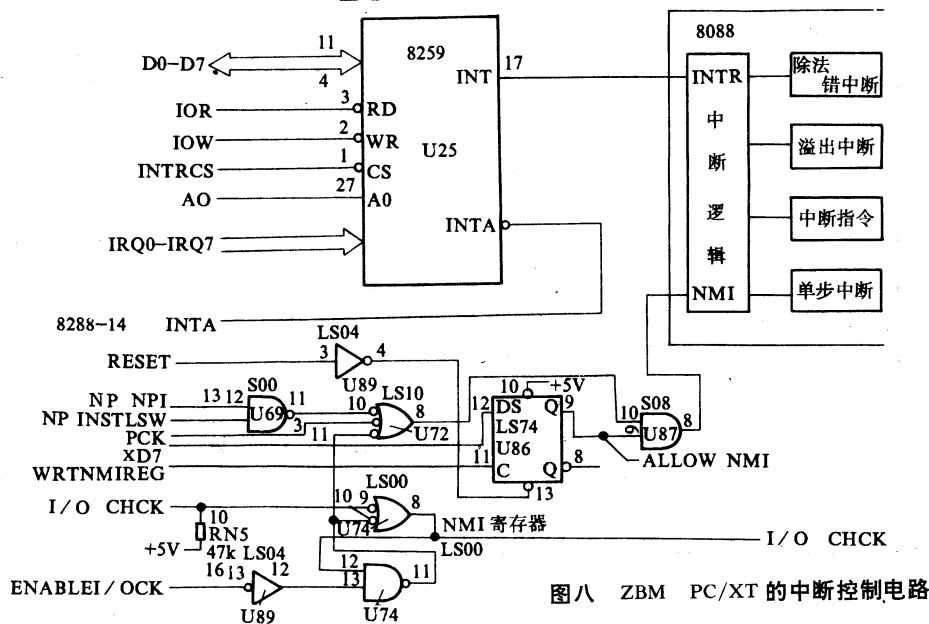 8088
11
8259
D0-D7
4
INT
17
INTR
除法
错中断
IOR
3
RD
中
IOW
2
WR
U25
断
溢出中断
INTRCS
1
CS
AO
27
A0
逻
中断指令
IRQ0-IRQ7
INTA
辑
NMI
单步中断
8288-14
INTA
LS04
RESET
3
4
U89
LS10
10
+5V
NP NPI
13
12
S00
11
10
8
12
DS
Q
9
S08
NP INSTLSW
U69
3
U72
LS74
10
9
U87
8
PCK
11
U86
XD7
11
C
Q
8
ALLOW NMI
WRTNMIREG
13
LS00
I/O CHCK
10
9
8
10
RN5
U74
NMI 寄存器
+5V
47k
LS04
LS00
I/O CHCK
16
13
12
12
13
11
ENABLEI/OCK
U89
U74
图八 ZBM PC/XT 的中断控制电路